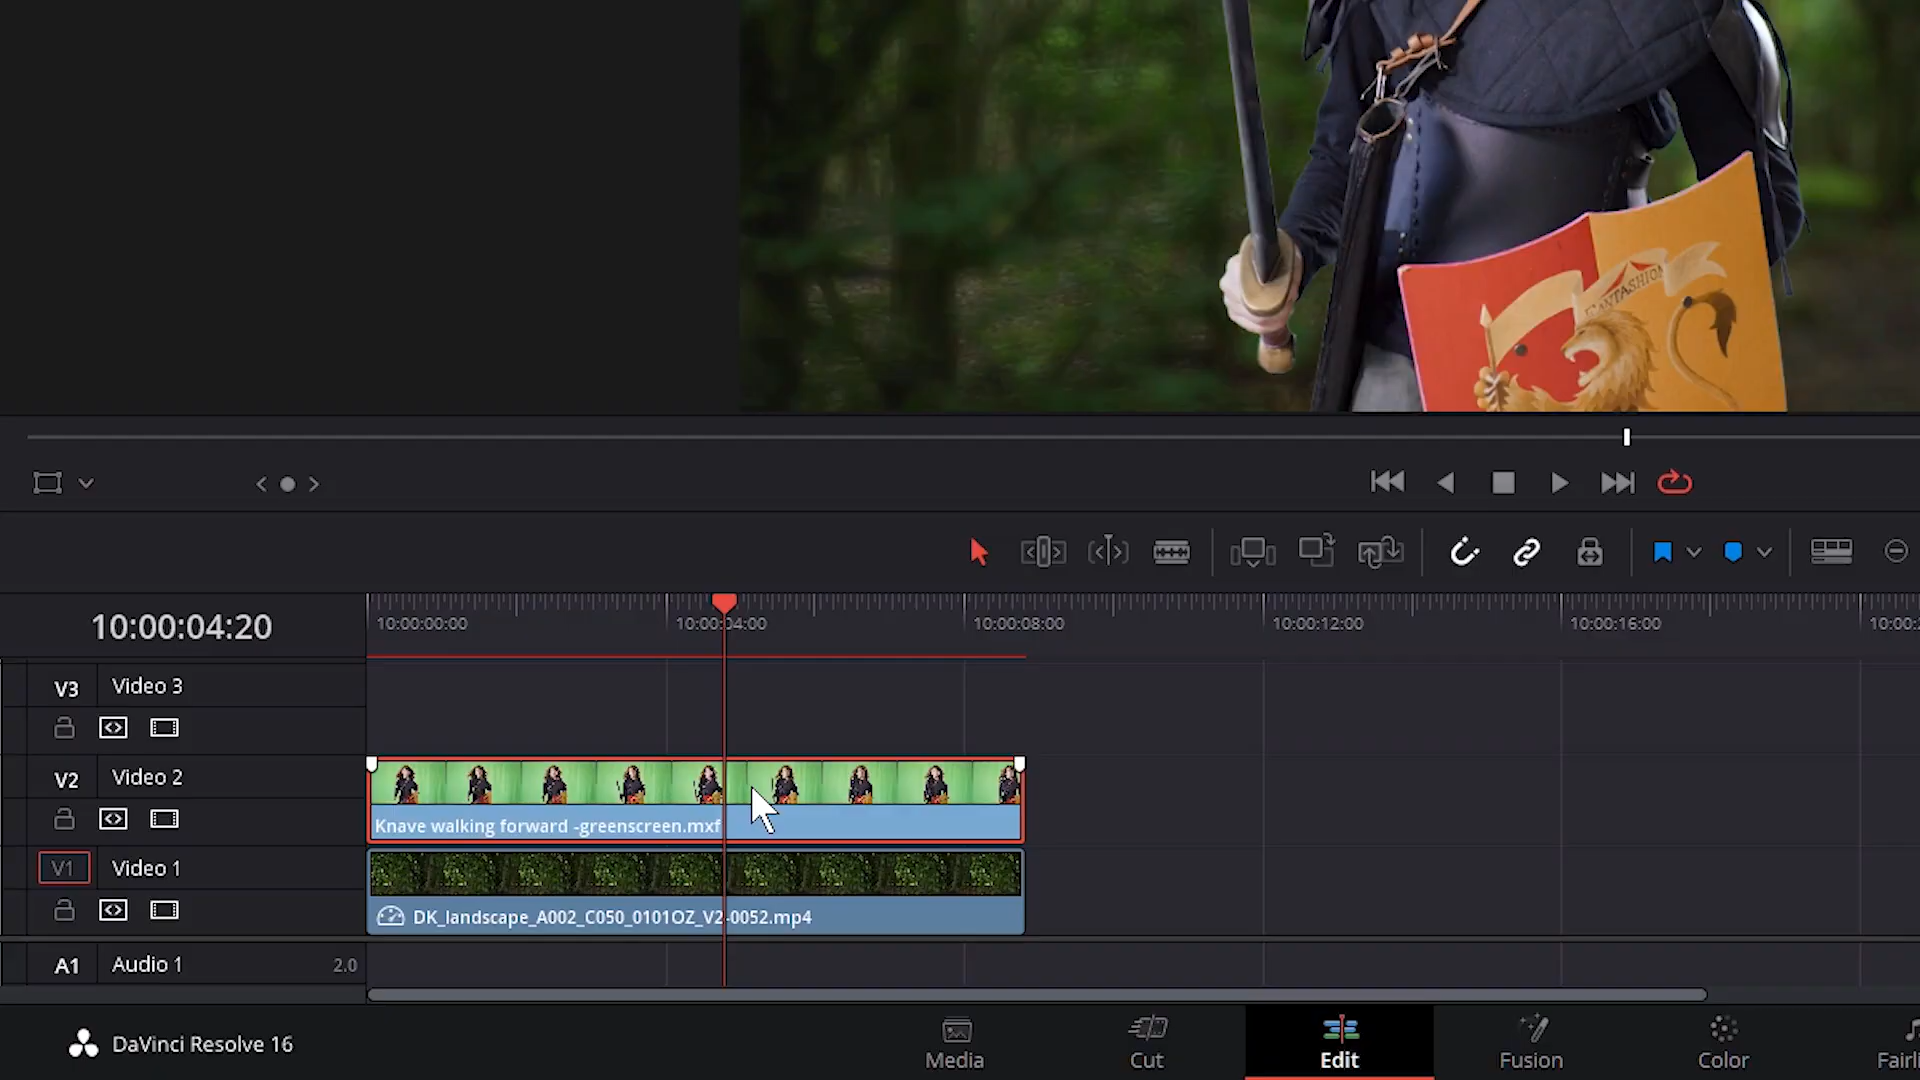 FANTASHION
10:00:04:20
10:00:00:00
10:00:04:00
10:00:08:00
10:00:12:00
10:00:16:00
V3 Video 3
V2 Video 2
Knave walking forward -greenscreen.mxf
V1 Video 1
DK_landscape_A002_C050_0101OZ_V2-0052.mp4
A1 Audio 1 2.0
DaVinci Resolve 16
Media
Cut
Edit
Fusion
Color